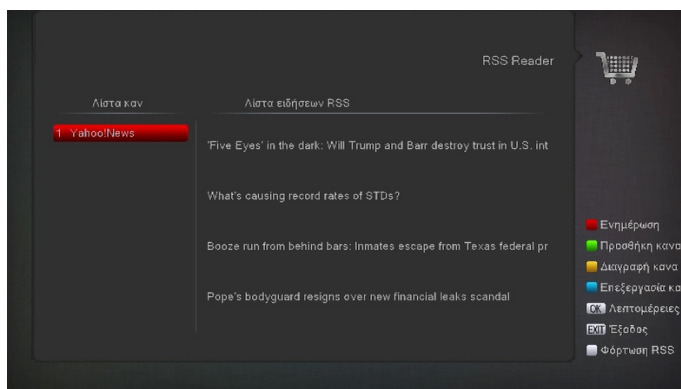 RSS Reader
Λίστα καν
Λίστα ειδήσεων RSS
1 Yahoo!News
'Five Eyes' in the dark: Will Trump and Barr destroy trust in U.S. int
What's causing record rates of STDs?
Booze run from behind bars: Inmates escape from Texas federal pr
Pope's bodyguard resigns over new financial leaks scandal
Ενημέρωση
Προσθήκη κανα
Διαγραφή κανα
Επεξεργασία κα
OK Λεπτομέρειες
EXIT Έξοδος
Φόρτωση RSS